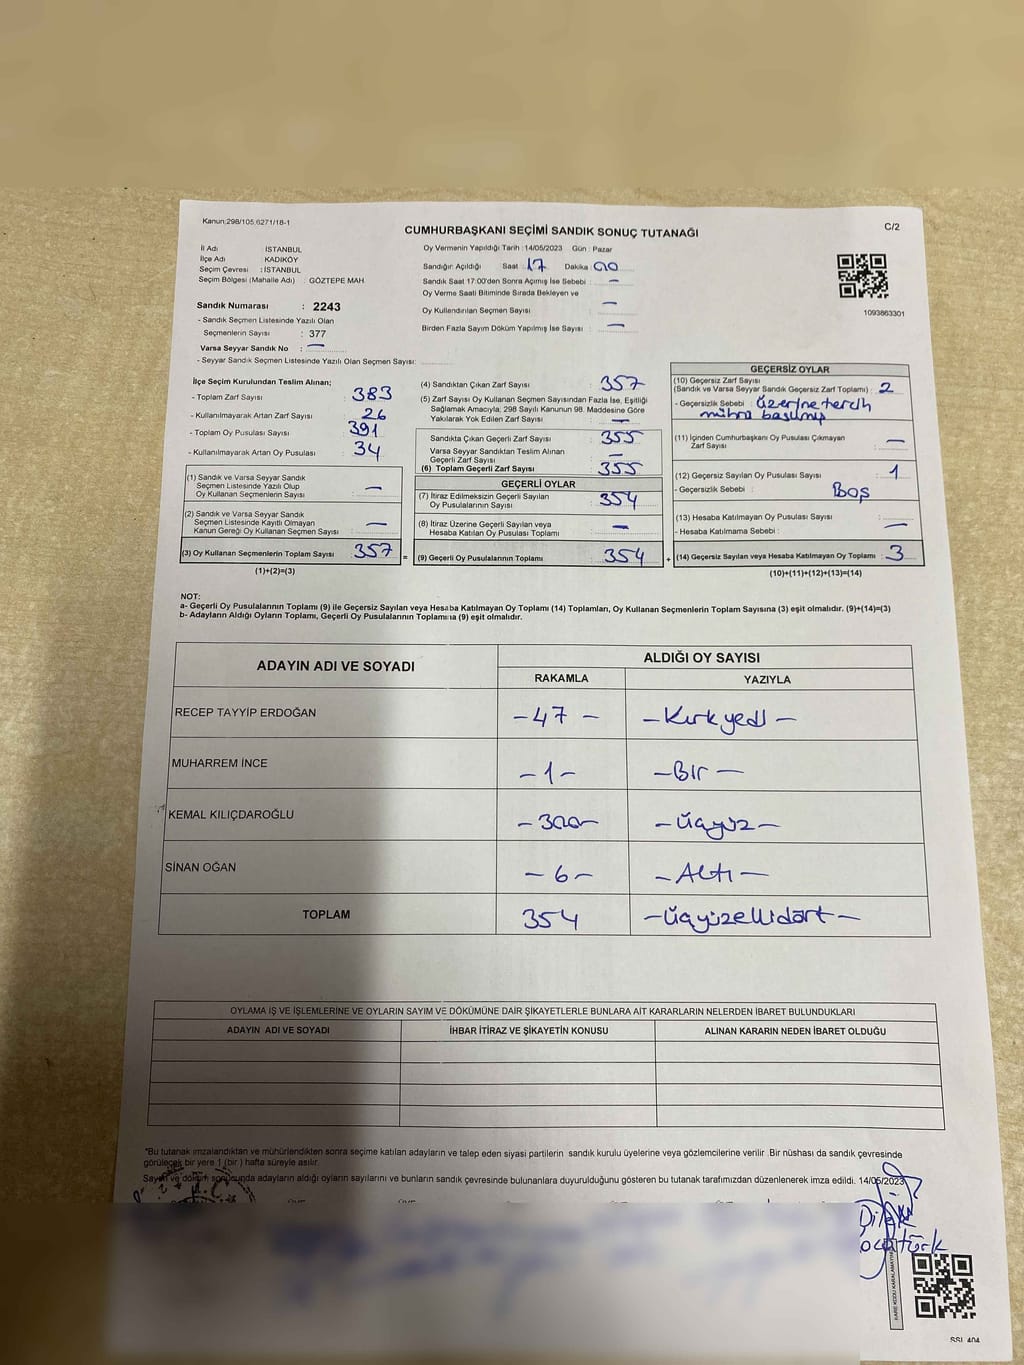 Kanun:298/105,6271/18-1
C/2
CUMHURBAŞKANI SEÇİMİ SANDIK SONUÇ TUTANAĞI
İl Adı : İSTANBUL
İlçe Adı : KADIKÖY
Seçim Çevresi : İSTANBUL
Seçim Bölgesi (Mahalle Adı) : GÖZTEPE MAH
Oy Vermenin Yapıldığı Tarih :14/05/2023 Gün : Pazar
Sandığın Açıldığı Saat 17 Dakika 00
Sandık Saat 17:00'den Sonra Açımış İse Sebebi : —
Oy Verme Saati Bitiminde Sırada Bekleyen ve
Oy Kullendırılan Seçmen Sayısı —
Birden Fazla Sayım Döküm Yapılmış İse Sayısı : —
1093863301
Sandık Numarası : 2243
- Sandık Seçmen Listesinde Yazılı Olan
Seçmenlerin Sayısı : 377
Varsa Seyyar Sandık No : —
- Seyyar Sandık Seçmen Listesinde Yazılı Olan Seçmen Sayısı:
İlçe Seçim Kurulundan Teslim Alınan;
- Toplam Zarf Sayısı : 383
- Kullanılmayarak Artan Zarf Sayısı : 26
- Toplam Oy Pusulası Sayısı : 391
- Kullanılmayarak Artan Oy Pusulası : 34
(1) Sandık ve Varsa Seyyar Sandık
Seçmen Listesinde Yazılı Olup
Oy Kullanan Seçmenlerin Sayısı : —
(2) Sandık ve Varsa Seyyar Sandık
Seçmen Listesinde Kayıtlı Olmayan
Kanun Gereği Oy Kullanan Seçmen Sayısı : —
(3) Oy Kullanan Seçmenlerin Toplam Sayısı : 357
(1)+(2)=(3)
(4) Sandıktan Çıkan Zarf Sayısı : 357
(5) Zarf Sayısı Oy Kullanan Seçmen Sayısından Fazla İse, Eşitliği
Sağlamak Amacıyla, 298 Sayılı Kanunun 98. Maddesine Göre
Yakılarak Yok Edilen Zarf Sayısı : —
Sandıkta Çıkan Geçerli Zarf Sayısı : 355
Varsa Seyyar Sandıktan Teslim Alınan
Geçerli Zarf Sayısı : —
(6) Toplam Geçerli Zarf Sayısı : 355
GEÇERLİ OYLAR
(7) İtiraz Edilmeksizin Geçerli Sayılan
Oy Pusulalarının Sayısı : 354
(8) İtiraz Üzerine Geçerli Sayılan veya
Hesaba Katılan Oy Pusulası Toplamı : —
= (9) Geçerli Oy Pusulalarının Toplamı : 354
GEÇERSİZ OYLAR
(10) Geçersiz Zarf Sayısı
(Sandık ve Varsa Seyyar Sandık Geçersiz Zarf Toplamı) : 2
- Geçersizlik Sebebi : üzerine tercih
mührü basılmış
(11) İçinden Cumhurbaşkanı Oy Pusulası Çıkmayan
Zarf Sayısı : —
(12) Geçersiz Sayılan Oy Pusulası Sayısı : 1
- Geçersizlik Sebebi : Boş
(13) Hesaba Katılmayan Oy Pusulası Sayısı : —
- Hesaba Katılmama Sebebi :
+ (14) Geçersiz Sayılan veya Hesaba Katılmayan Oy Toplamı : 3
(10)+(11)+(12)+(13)=(14)
NOT:
a- Geçerli Oy Pusulalarının Toplamı (9) ile Geçersiz Sayılan veya Hesaba Katılmayan Oy Toplamı (14) Toplamları, Oy Kullanan Seçmenlerin Toplam Sayısına (3) eşit olmalıdır. (9)+(14)=(3)
b- Adayların Aldığı Oyların Toplamı, Geçerli Oy Pusulalarının Toplamına (9) eşit olmalıdır.
ADAYIN ADI VE SOYADI
ALDIĞI OY SAYISI
RAKAMLA YAZIYLA
RECEP TAYYİP ERDOĞAN -47- -Kırkyedi-
MUHARREM İNCE -1- -Bir-
KEMAL KILIÇDAROĞLU -300- -üçyüz-
SİNAN OĞAN -6- -Altı-
TOPLAM 354 -üçyüzellidört-
OYLAMA İŞ VE İŞLEMLERİNE VE OYLARIN SAYIM VE DÖKÜMÜNE DAİR ŞİKAYETLERLE BUNLARA AİT KARARLARIN NELERDEN İBARET BULUNDUKLARI
ADAYIN ADI VE SOYADI İHBAR İTİRAZ VE ŞİKAYETİN KONUSU ALINAN KARARIN NEDEN İBARET OLDUĞU
"Bu tutanak imzalandıktan ve mühürlendikten sonra seçime katılan adayların ve talep eden siyasi partilerin sandık kurulu üyelerine veya gözlemcilerine verilir .Bir nüshası da sandık çevresinde
görülecek bir yere 1 (bir ) hafta süreyle asılır.
Sayım ve döküm sonucunda adayların aldığı oyların sayılarını ve bunların sandık çevresinde bulunanlara duyurulduğunu gösteren bu tutanak tarafımızdan düzenlenerek imza edildi. 14/05/2023
Dilek